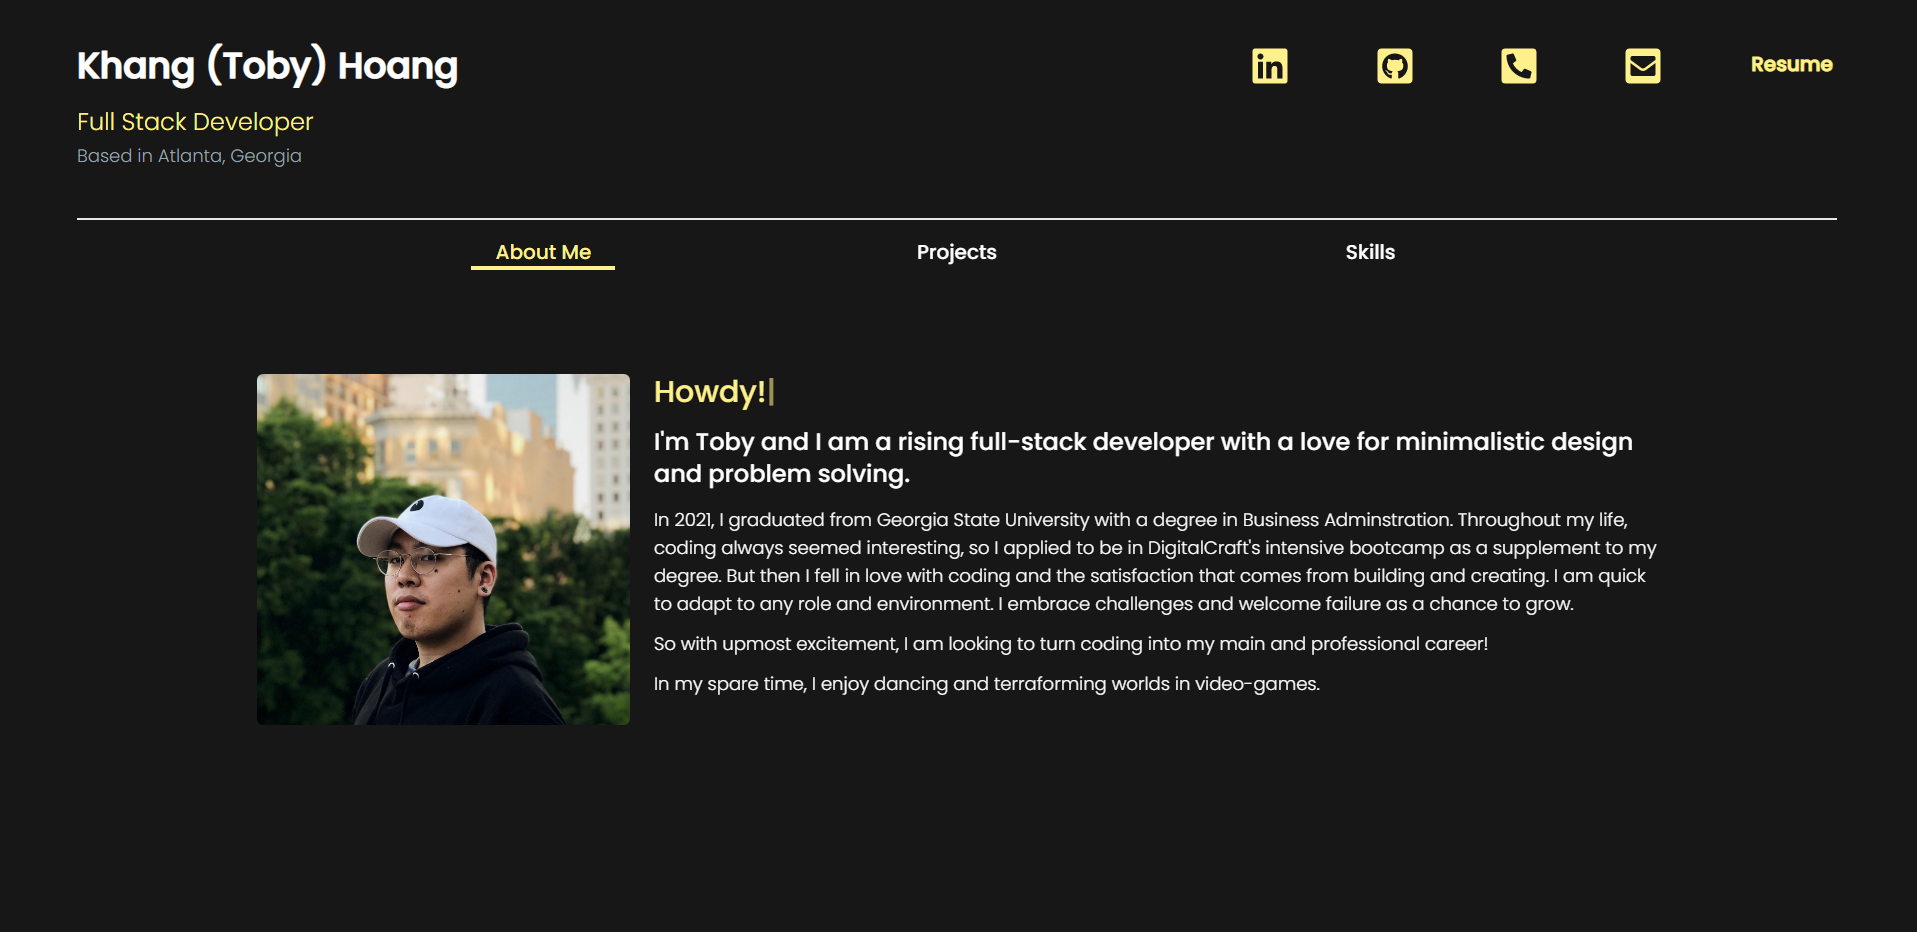 Khang (Toby) Hoang
in
Resume
Full Stack Developer
Based in Atlanta, Georgia
About Me
Projects
Skills
Howdy!
I'm Toby and I am a rising full-stack developer with a love for minimalistic design
and problem solving.
In 2021, I graduated from Georgia State University with a degree in Business Adminstration. Throughout my life,
coding always seemed interesting, so I applied to be in DigitalCraft's intensive bootcamp as a supplement to my
degree. But then I fell in love with coding and the satisfaction that comes from building and creating. I am quick
to adapt to any role and environment. I embrace challenges and welcome failure as a chance to grow.
So with upmost excitement, I am looking to turn coding into my main and professional career!
In my spare time, I enjoy dancing and terraforming worlds in video-games.